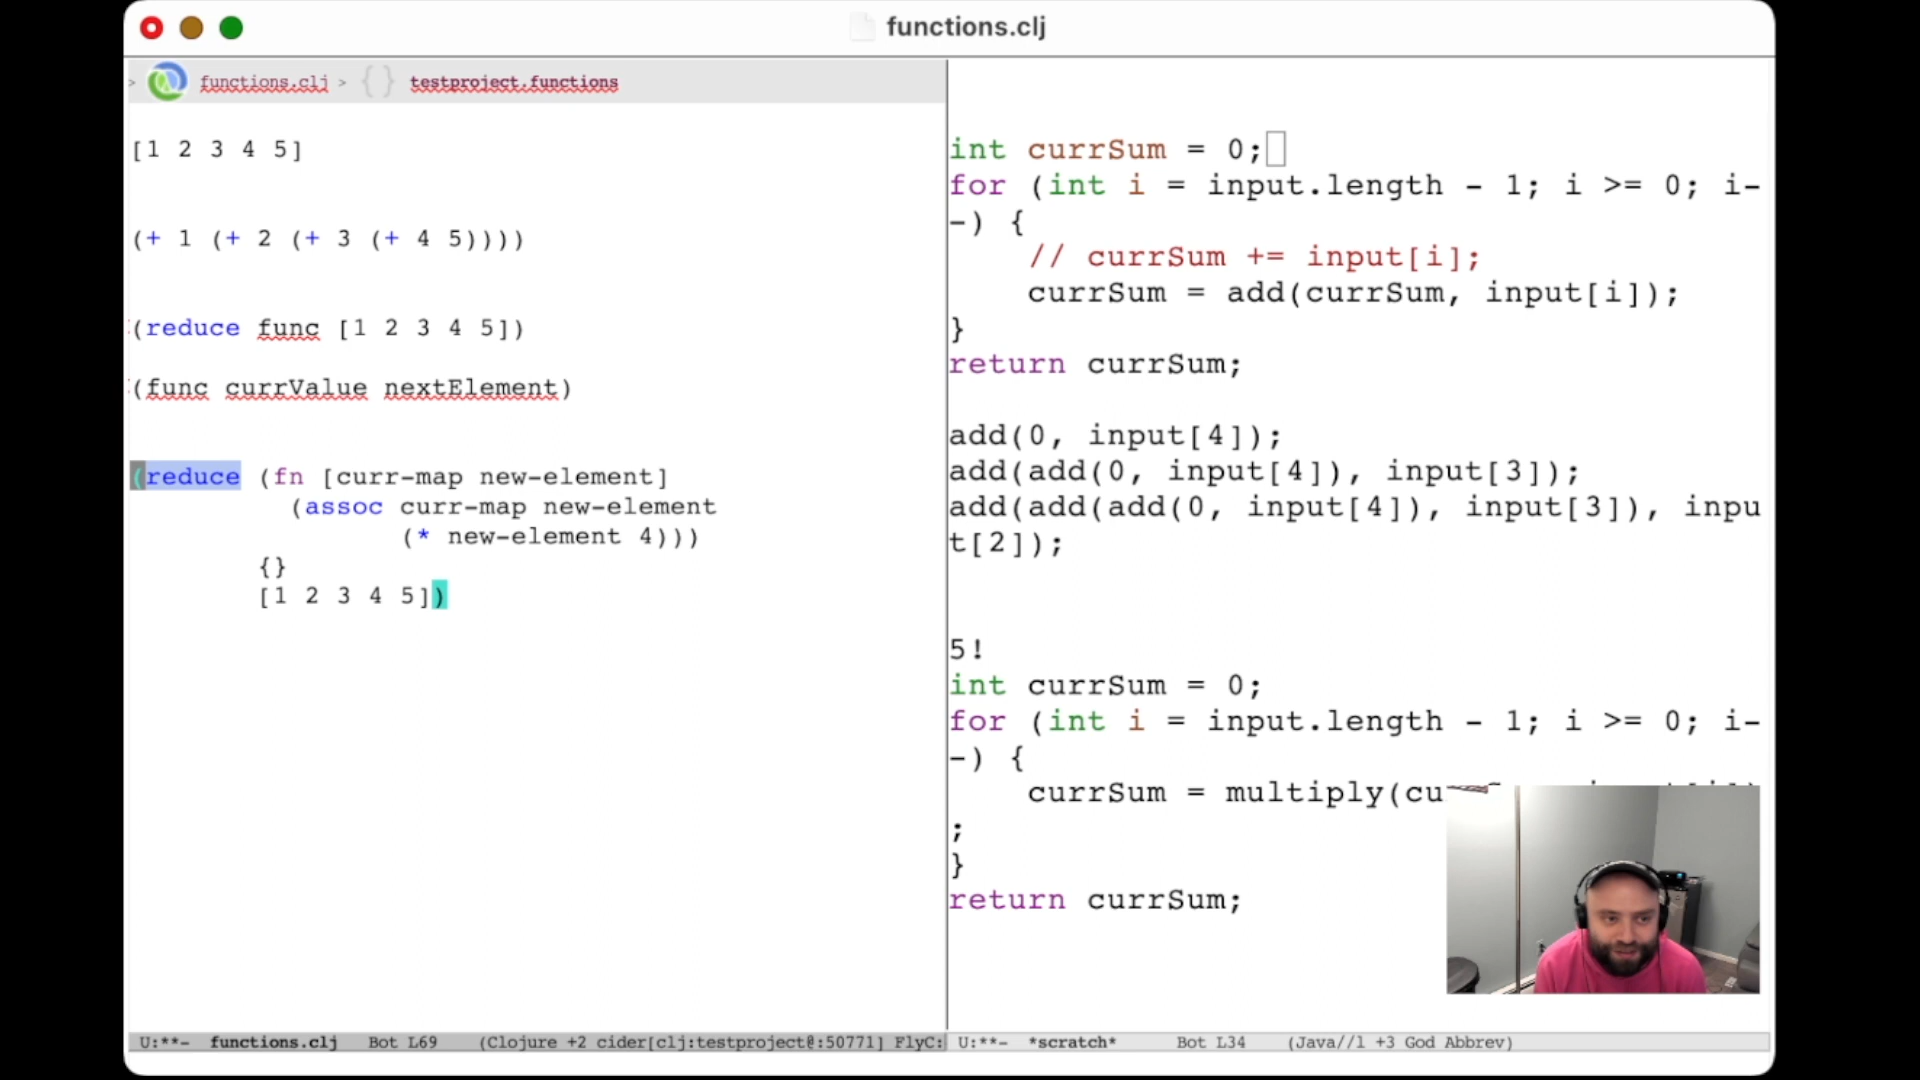 functions.clj
> functions.clj > {} testproject.functions
[1 2 3 4 5]
(+ 1 (+ 2 (+ 3 (+ 4 5))))
(reduce func [1 2 3 4 5])
(func currValue nextElement)
(reduce (fn [curr-map new-element]
(assoc curr-map new-element
(* new-element 4)))
{}
[1 2 3 4 5])
int currSum = 0;
for (int i = input.length - 1; i >= 0; i-
-) {
// currSum += input[i];
currSum = add(currSum, input[i]);
}
return currSum;
add(0, input[4]);
add(add(0, input[4]), input[3]);
add(add(add(0, input[4]), input[3]), inpu
t[2]);
5!
int currSum = 0;
for (int i = input.length - 1; i >= 0; i-
-) {
currSum = multiply(cu
;
}
return currSum;
U:**- functions.clj Bot L69 (Clojure +2 cider[clj:testproject@:50771] FlyC:
U:**- *scratch* Bot L34 (Java//l +3 God Abbrev)